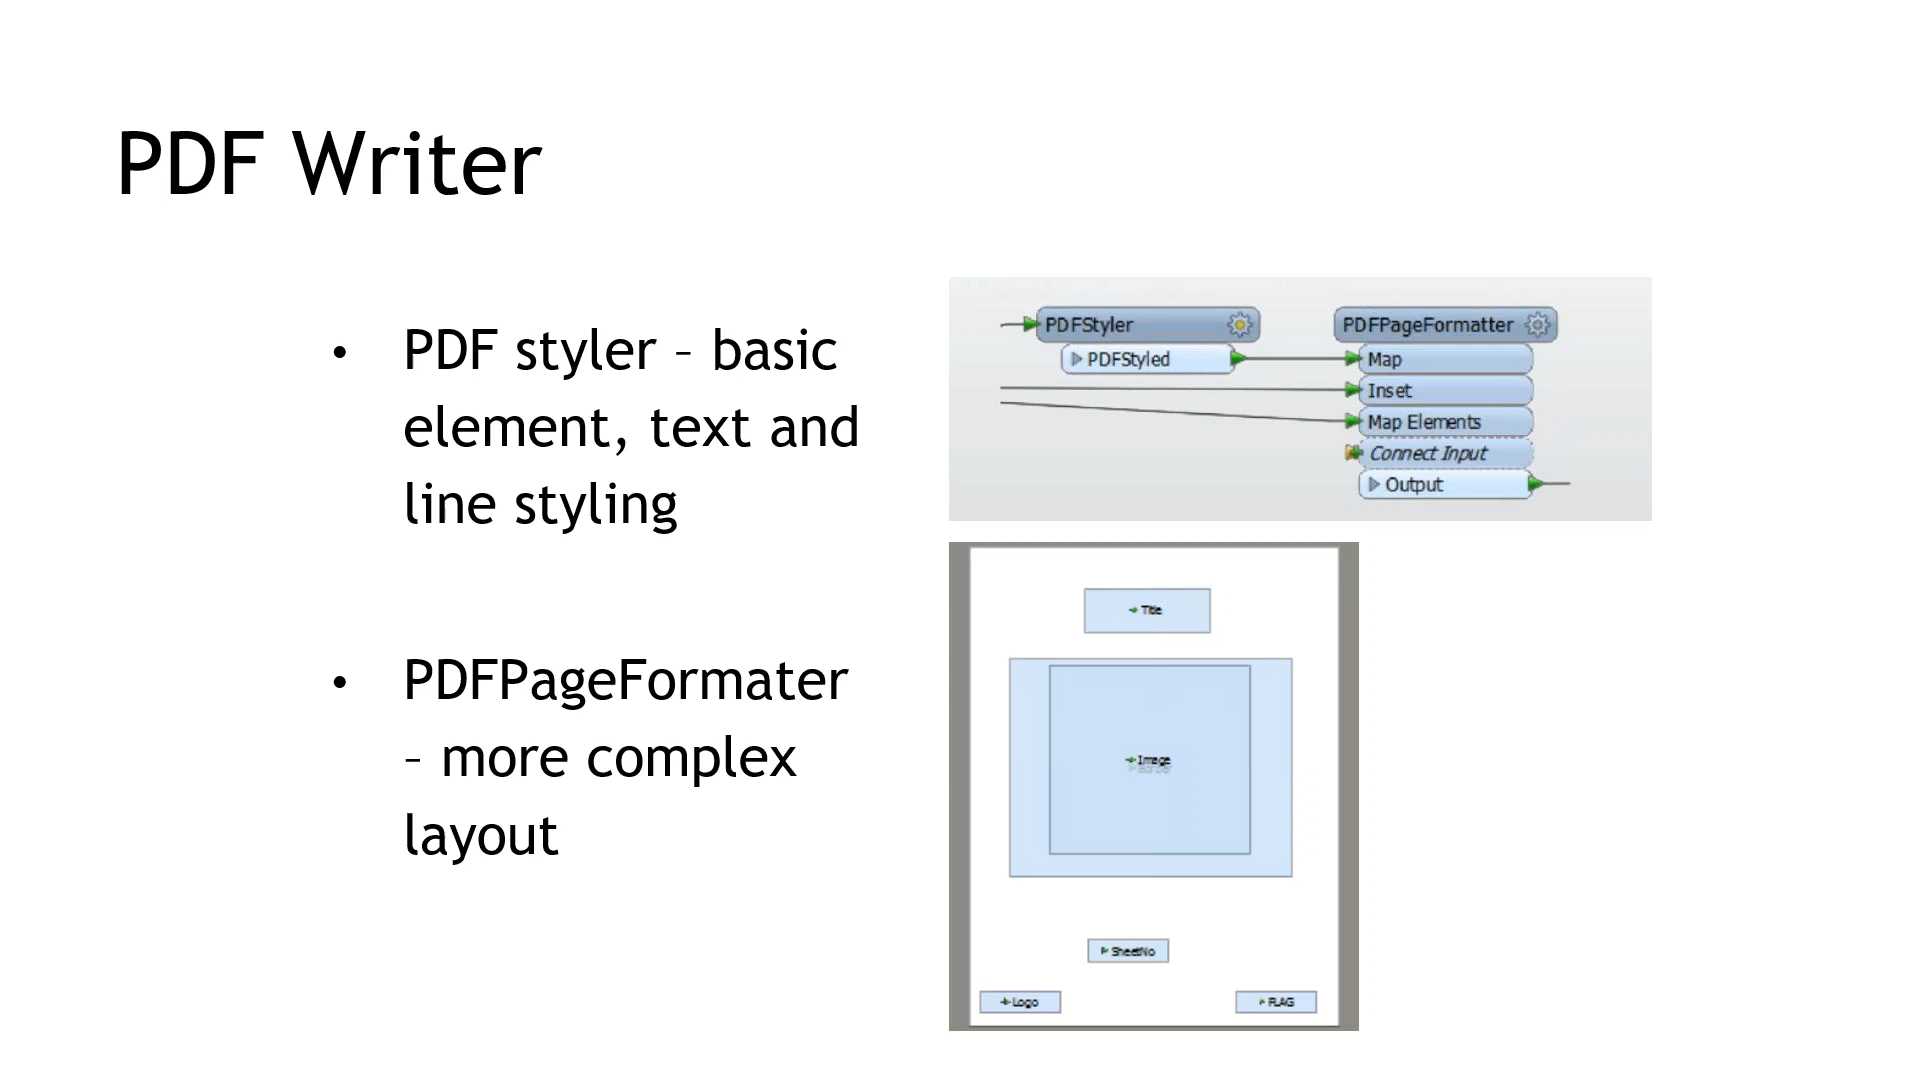 PDF Writer
• PDF styler – basic
element, text and
line styling
• PDFPageFormater
– more complex
layout
PDFStyler
PDFStyled
PDFPageFormatter
Map
Inset
Map Elements
Connect Input
Output
Title
Image
SheetNo
Logo
FLAG